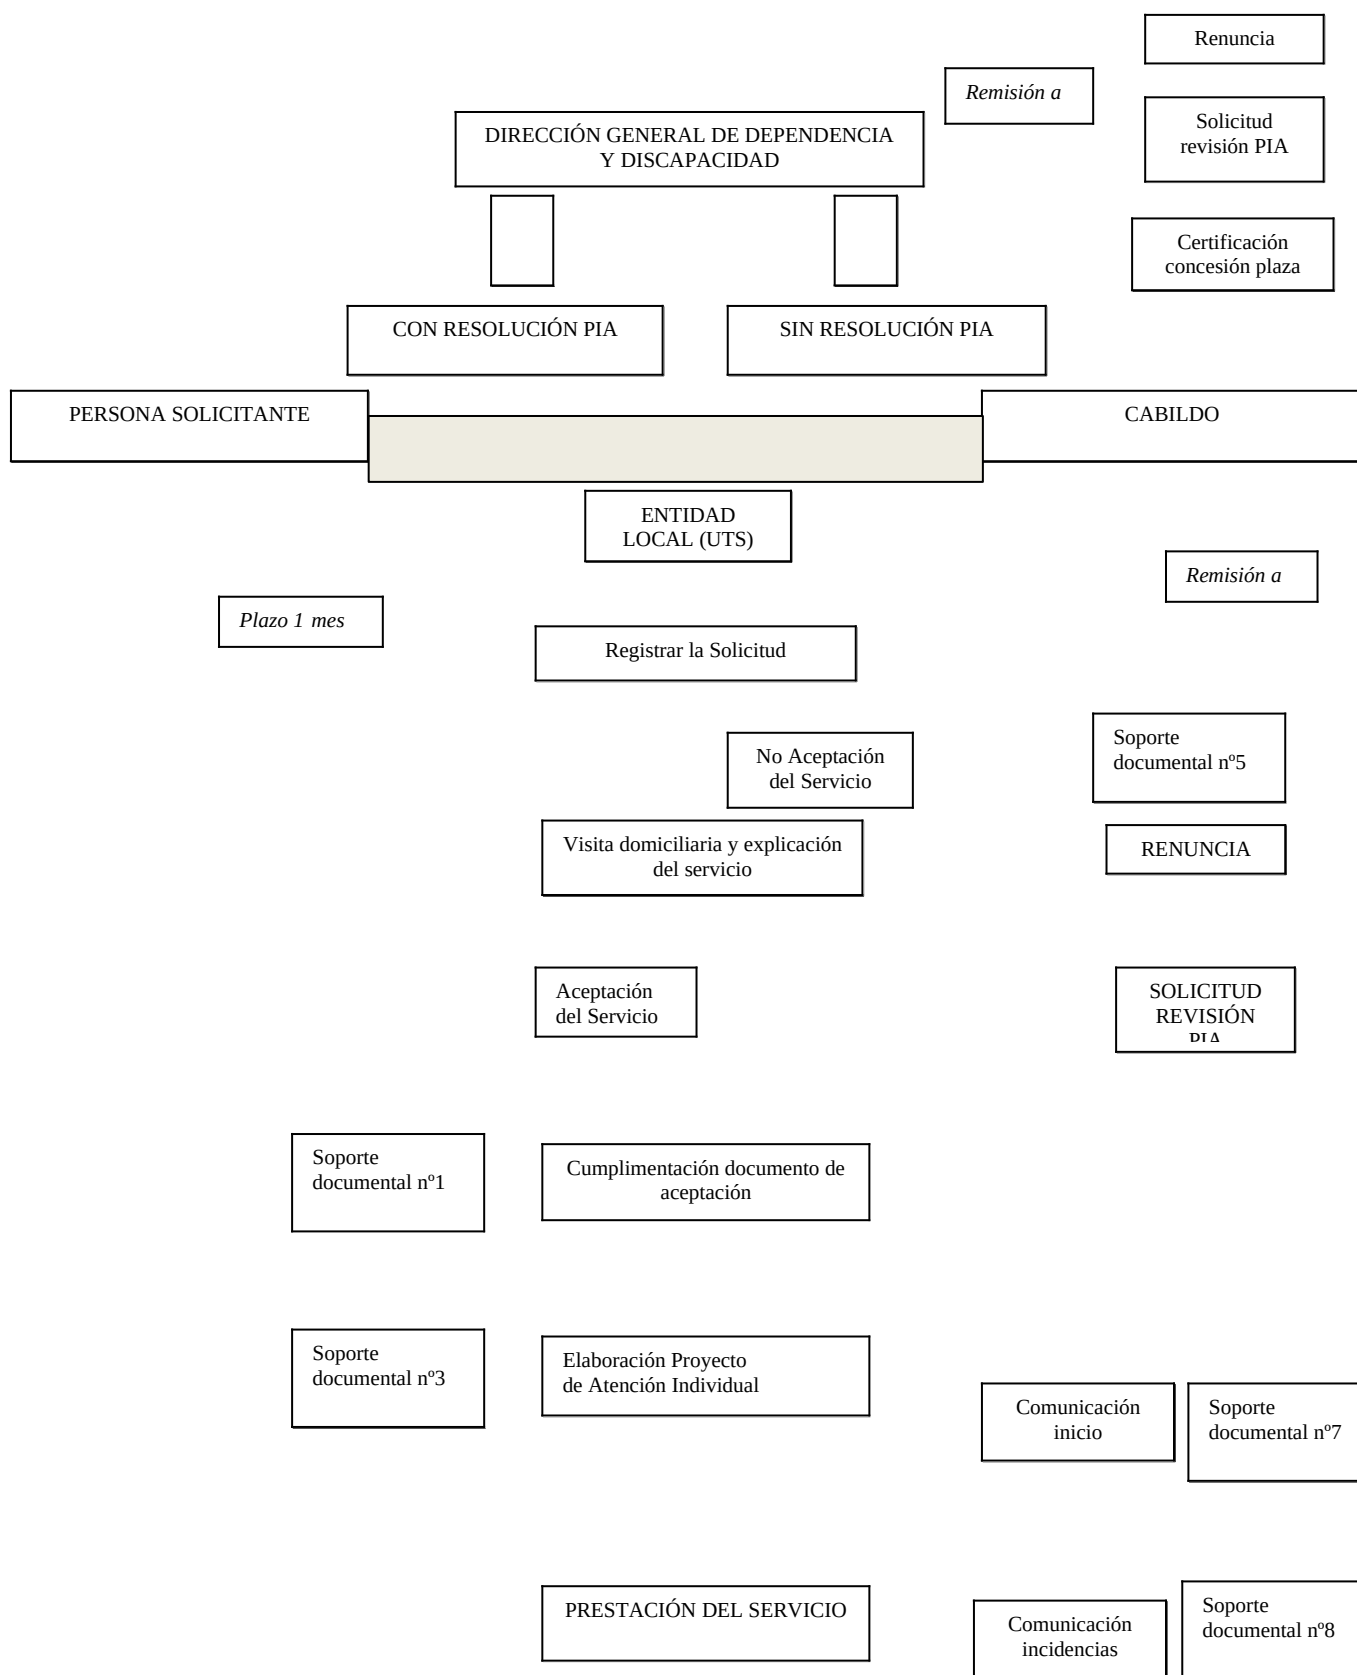 Renuncia
Remisión a
Solicitud
revisión PIA
DIRECCIÓN GENERAL DE DEPENDENCIA
Y DISCAPACIDAD
Certificación
concesión plaza
CON RESOLUCIÓN PIA
SIN RESOLUCIÓN PIA
PERSONA SOLICITANTE
CABILDO
ENTIDAD
LOCAL (UTS)
Remisión a
Plazo 1 mes
Registrar la Solicitud
No Aceptación
del Servicio
Soporte
documental nº5
Visita domiciliaria y explicación
del servicio
RENUNCIA
Aceptación
del Servicio
SOLICITUD
REVISIÓN
PIA
Soporte
documental nº1
Cumplimentación documento de
aceptación
Soporte
documental nº3
Elaboración Proyecto
de Atención Individual
Comunicación
inicio
Soporte
documental nº7
PRESTACIÓN DEL SERVICIO
Comunicación
incidencias
Soporte
documental nº8